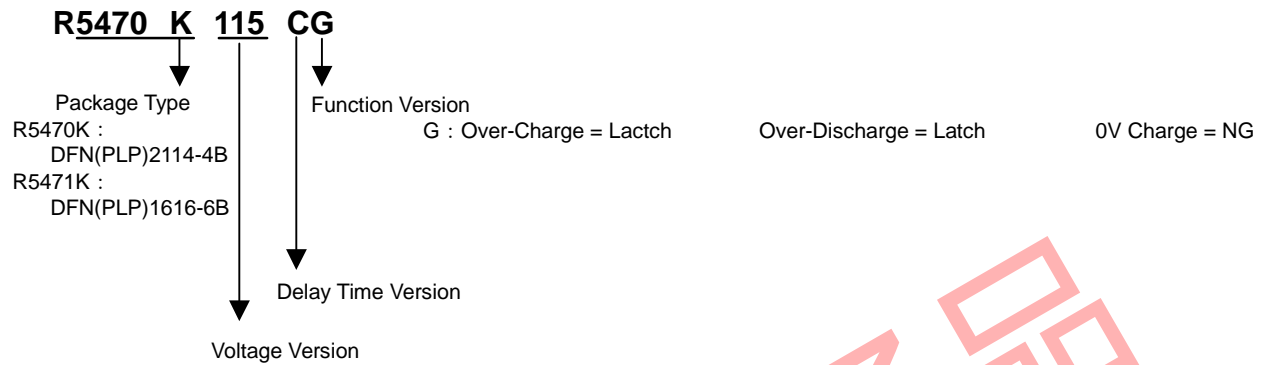 R5470 K 115 CG
Package Type
Function Version
R5470K：
G：Over-Charge = Lactch Over-Discharge = Latch 0V Charge = NG
DFN(PLP)2114-4B
R5471K：
DFN(PLP)1616-6B
Delay Time Version
Voltage Version